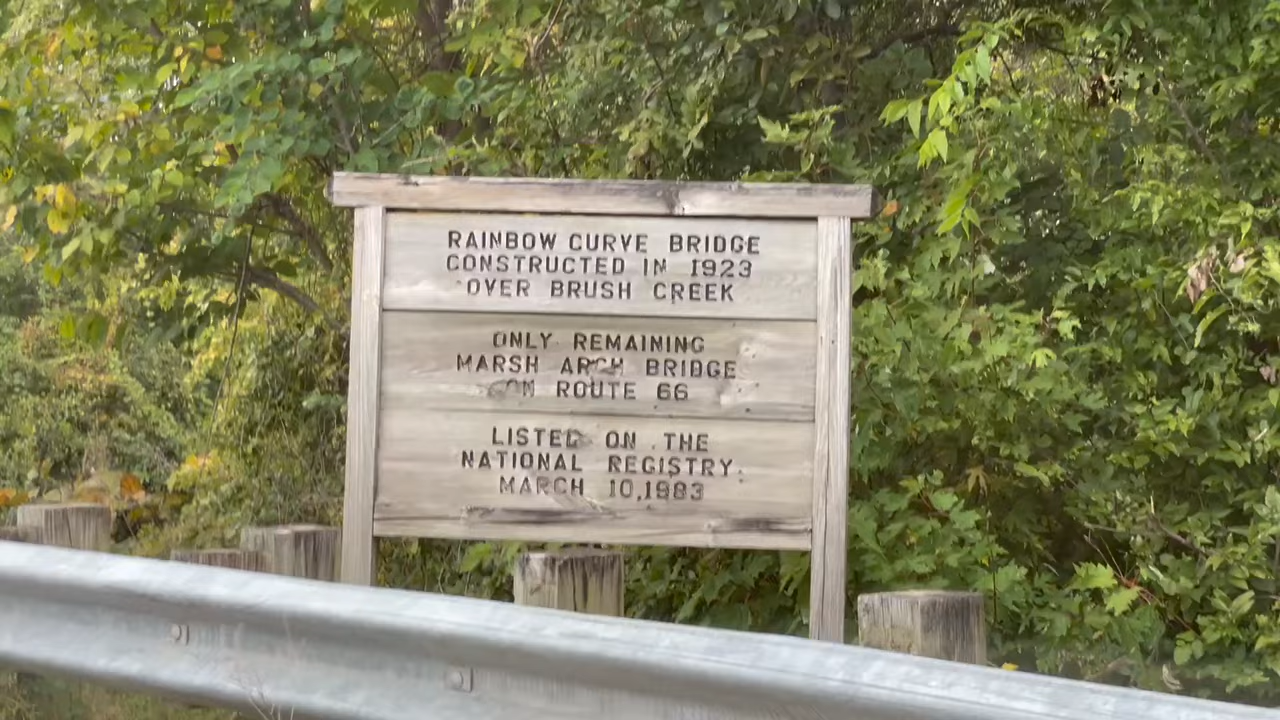 RAINBOW CURVE BRIDGE
CONSTRUCTED IN 1923
OVER BRUSH CREEK
ONLY REMAINING
MARSH ARCH BRIDGE
ON ROUTE 66
LISTED ON THE
NATIONAL REGISTRY
MARCH 10,1983